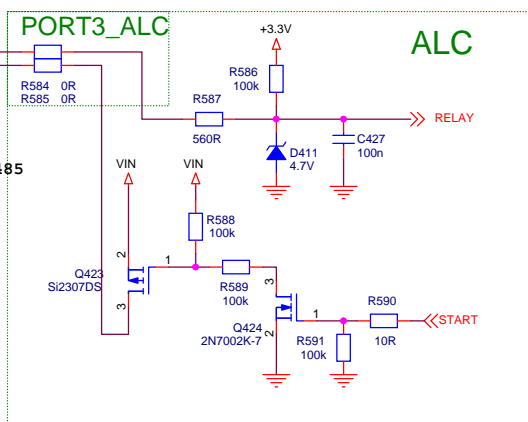 PORT3_ALC
ALC
+3.3V
R586
100k
R584 0R
R585 0R
R587
560R
RELAY
C427
100n
D411
4.7V
485
VIN
VIN
R588
100k
2
1
Q423
Si2307DS
3
R589
100k
3
Q424
2N7002K-7
2
1
R590
10R
START
R591
100k